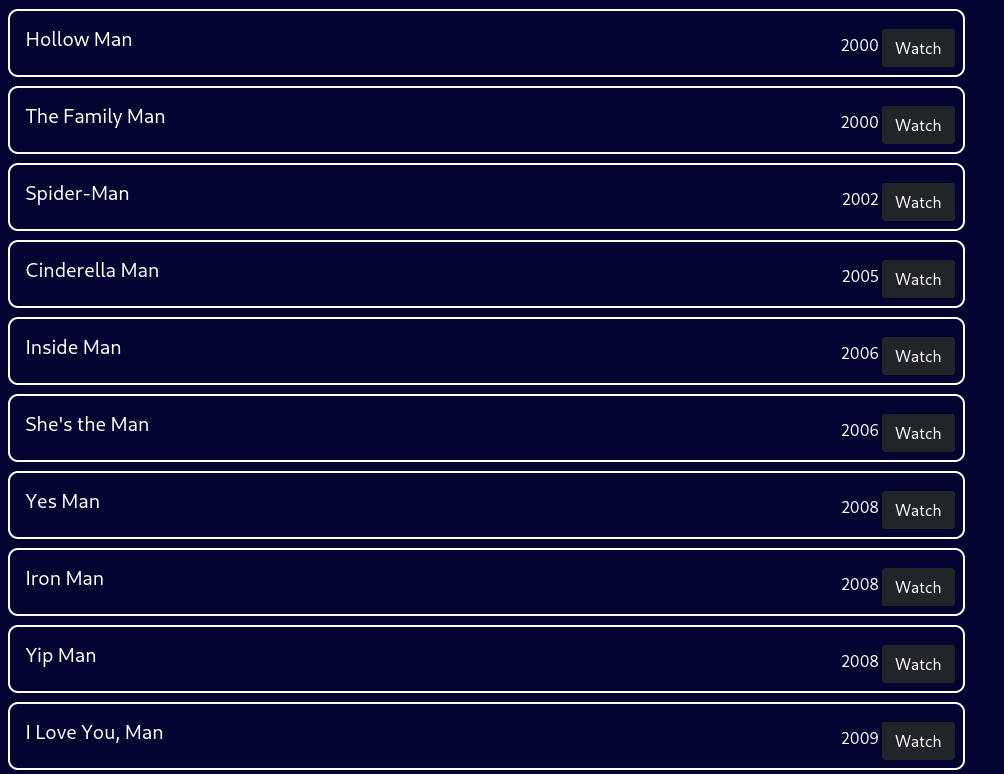 Hollow Man 2000 Watch
The Family Man 2000 Watch
Spider-Man 2002 Watch
Cinderella Man 2005 Watch
Inside Man 2006 Watch
She's the Man 2006 Watch
Yes Man 2008 Watch
Iron Man 2008 Watch
Yip Man 2008 Watch
I Love You, Man 2009 Watch